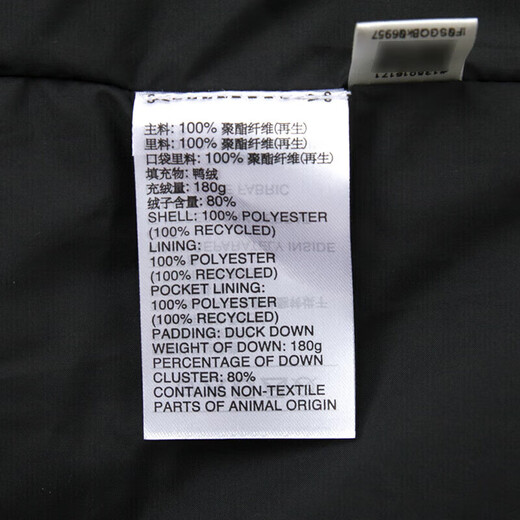 IF0SGQBk06957
主料: 100% 聚酯纤维(再生)
里料: 100% 聚酯纤维(再生)
口袋里料: 100% 聚酯纤维(再生)
填充物: 鸭绒
充绒量: 180g
绒子含量: 80%
SHELL: 100% POLYESTER
(100% RECYCLED)
LINING:
100% POLYESTER
(100% RECYCLED)
POCKET LINING:
100% POLYESTER
(100% RECYCLED)
PADDING: DUCK DOWN
WEIGHT OF DOWN: 180g
PERCENTAGE OF DOWN
CLUSTER: 80%
CONTAINS NON-TEXTILE
PARTS OF ANIMAL ORIGIN